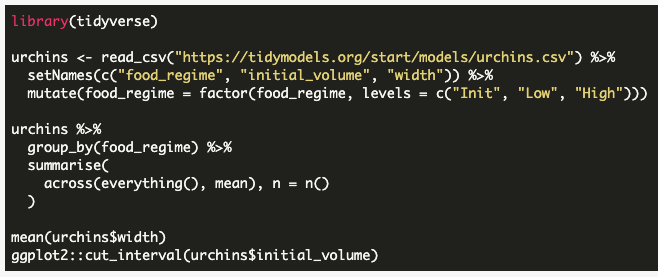 library(tidyverse)
urchins <- read_csv("https://tidymodels.org/start/models/urchins.csv") %>%
  setNames(c("food_regime", "initial_volume", "width")) %>%
  mutate(food_regime = factor(food_regime, levels = c("Init", "Low", "High")))
urchins %>%
  group_by(food_regime) %>%
  summarise(
    across(everything(), mean), n = n()
  )
mean(urchins$width)
ggplot2::cut_interval(urchins$initial_volume)